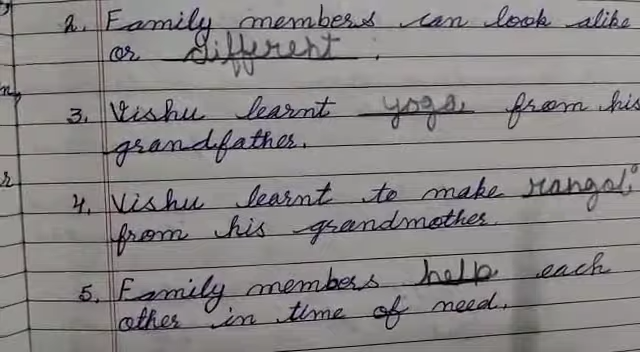 2. Family members can look alike
or different.
3. Vishu learnt yoga from his
grandfather.
4. Vishu learnt to make rangoli
from his grandmother.
5. Family members help each
other in time of need.